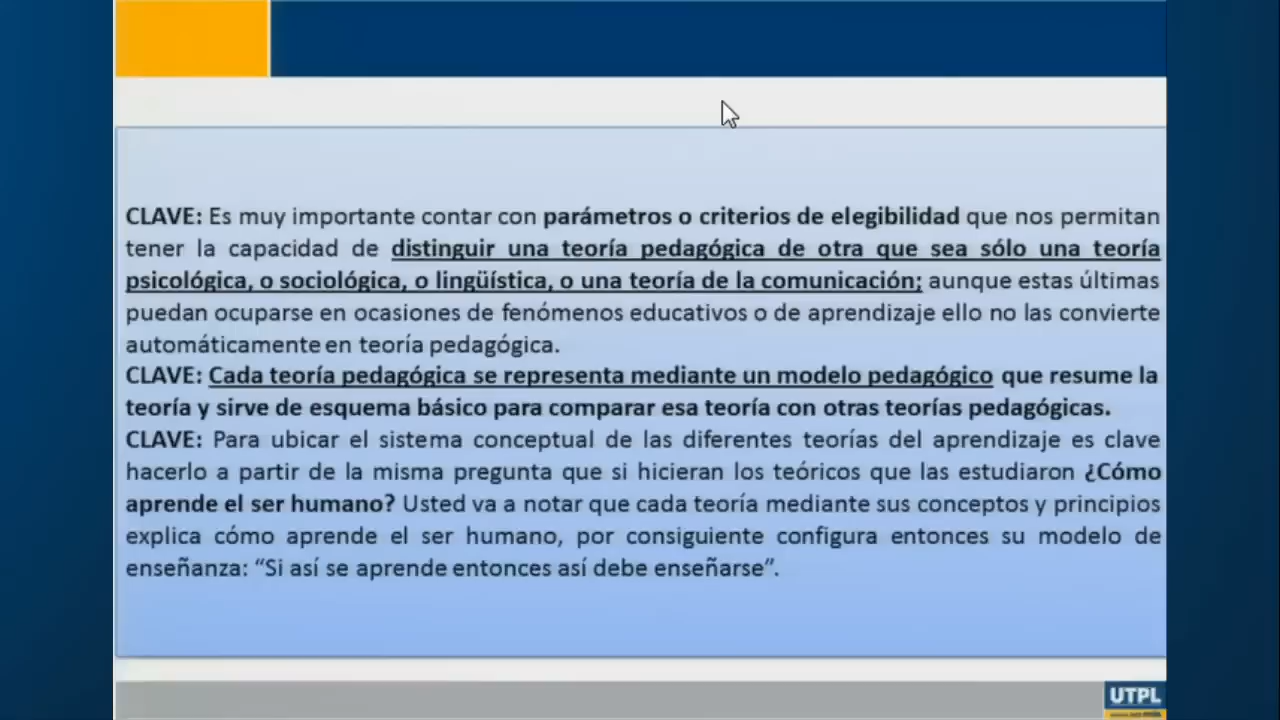 CLAVE: Es muy importante contar con parámetros o criterios de elegibilidad que nos permitan
tener la capacidad de distinguir una teoría pedagógica de otra que sea sólo una teoría
psicológica, o sociológica, o lingüística, o una teoría de la comunicación; aunque estas últimas
puedan ocuparse en ocasiones de fenómenos educativos o de aprendizaje ello no las convierte
automáticamente en teoría pedagógica.
CLAVE: Cada teoría pedagógica se representa mediante un modelo pedagógico que resume la
teoría y sirve de esquema básico para comparar esa teoría con otras teorías pedagógicas.
CLAVE: Para ubicar el sistema conceptual de las diferentes teorías del aprendizaje es clave
hacerlo a partir de la misma pregunta que si hicieran los teóricos que las estudiaron ¿Cómo
aprende el ser humano? Usted va a notar que cada teoría mediante sus conceptos y principios
explica cómo aprende el ser humano, por consiguiente configura entonces su modelo de
enseñanza: “Si así se aprende entonces así debe enseñarse”.
UTPL